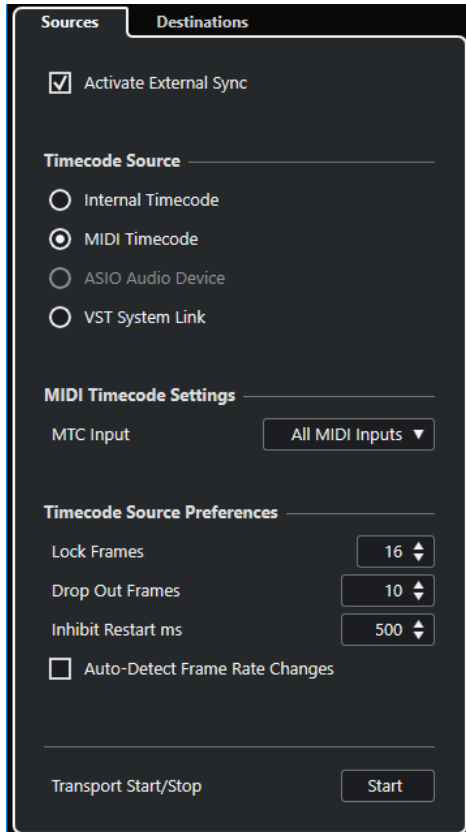 Sources Destinations
Activate External Sync
Timecode Source
Internal Timecode
MIDI Timecode
ASIO Audio Device
VST System Link
MIDI Timecode Settings
MTC Input All MIDI Inputs
Timecode Source Preferences
Lock Frames 16
Drop Out Frames 10
Inhibit Restart ms 500
Auto-Detect Frame Rate Changes
Transport Start/Stop Start